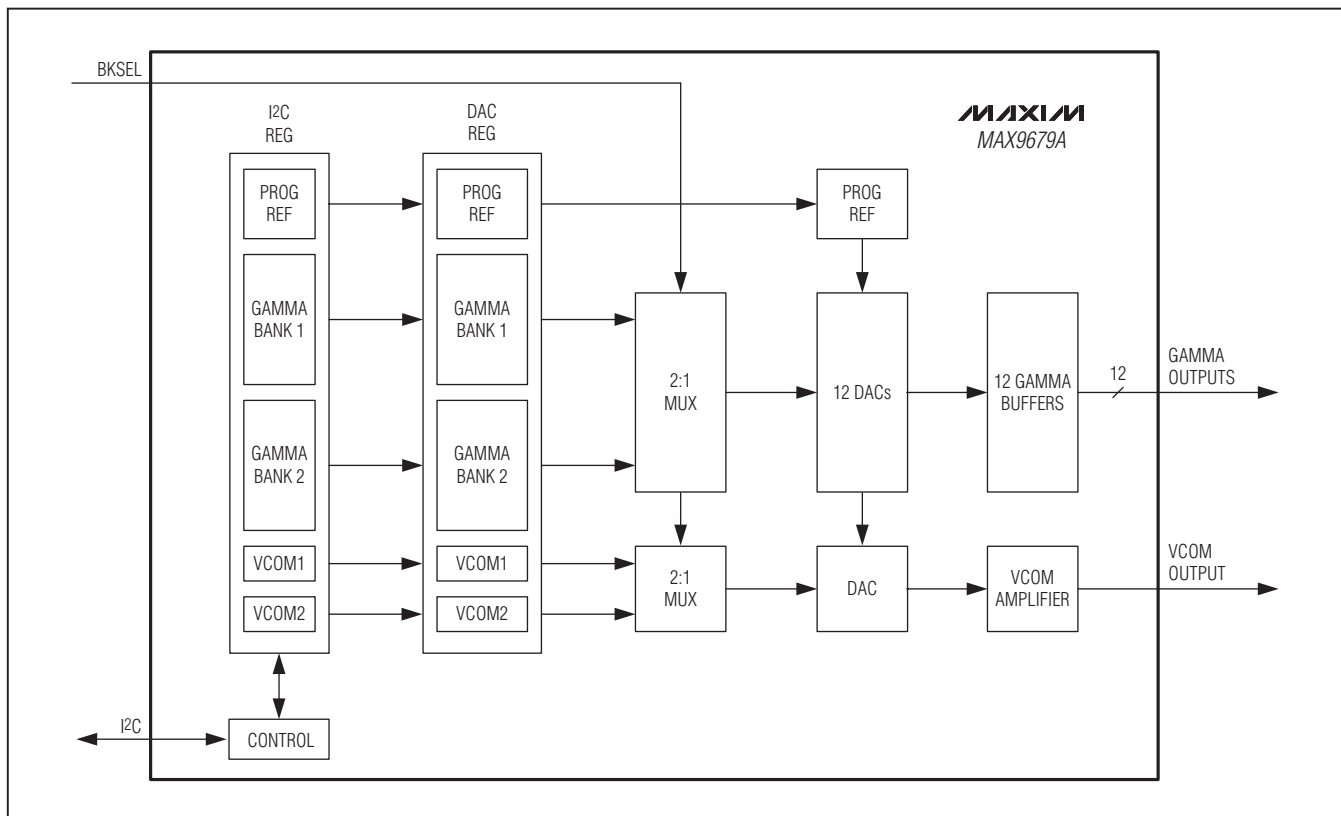 BKSEL
I2C
REG
DAC
REG
MAXIM
MAX9679A
PROG
REF
PROG
REF
PROG
REF
GAMMA
BANK 1
GAMMA
BANK 1
2:1
MUX
12 DACs
12 GAMMA
BUFFERS
12
GAMMA
OUTPUTS
GAMMA
BANK 2
GAMMA
BANK 2
VCOM1
VCOM1
2:1
MUX
DAC
VCOM
AMPLIFIER
VCOM
OUTPUT
VCOM2
VCOM2
I2C
CONTROL